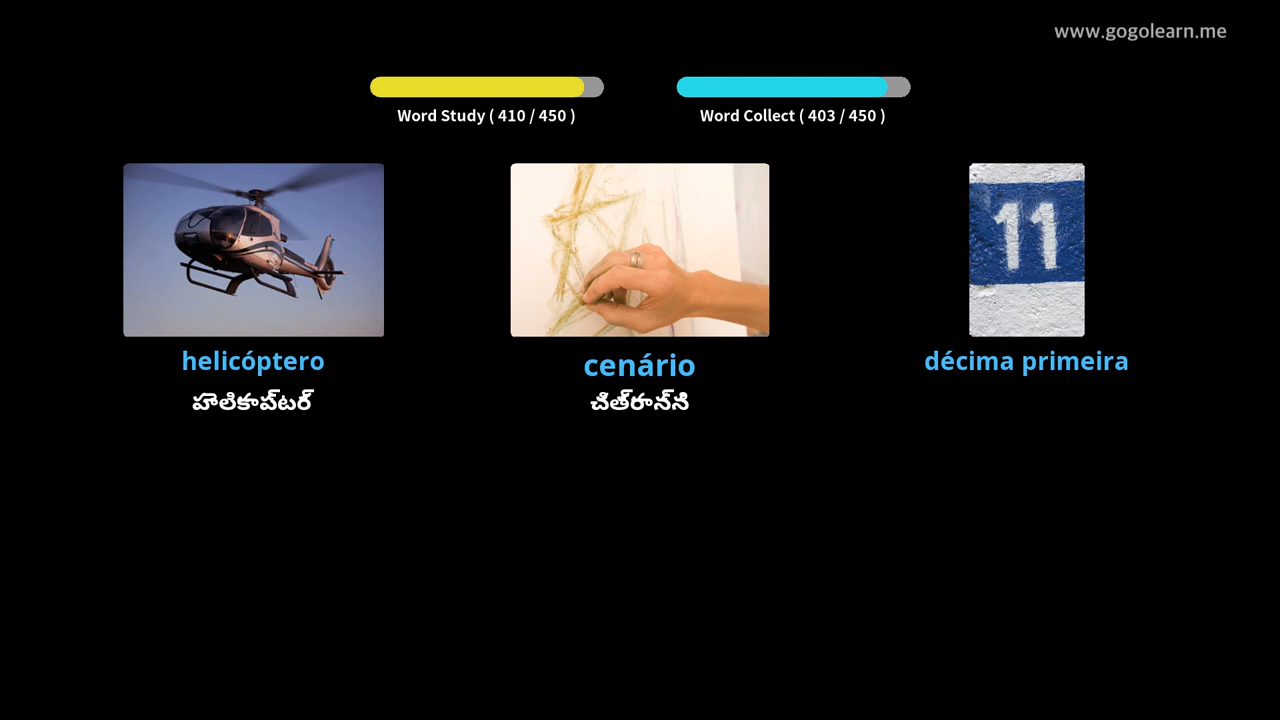 www.gogolearn.me
Word Study ( 410 / 450 )
Word Collect ( 403 / 450 )
11
helicóptero
cenário
décima primeira
హెలికాప్‌టర్
చిత్‌రాన్‌ని